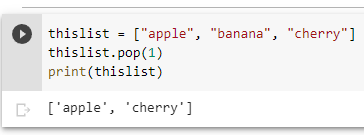 thislist = ["apple", "banana", "cherry"]
thislist.pop(1)
print(thislist)
['apple', 'cherry']